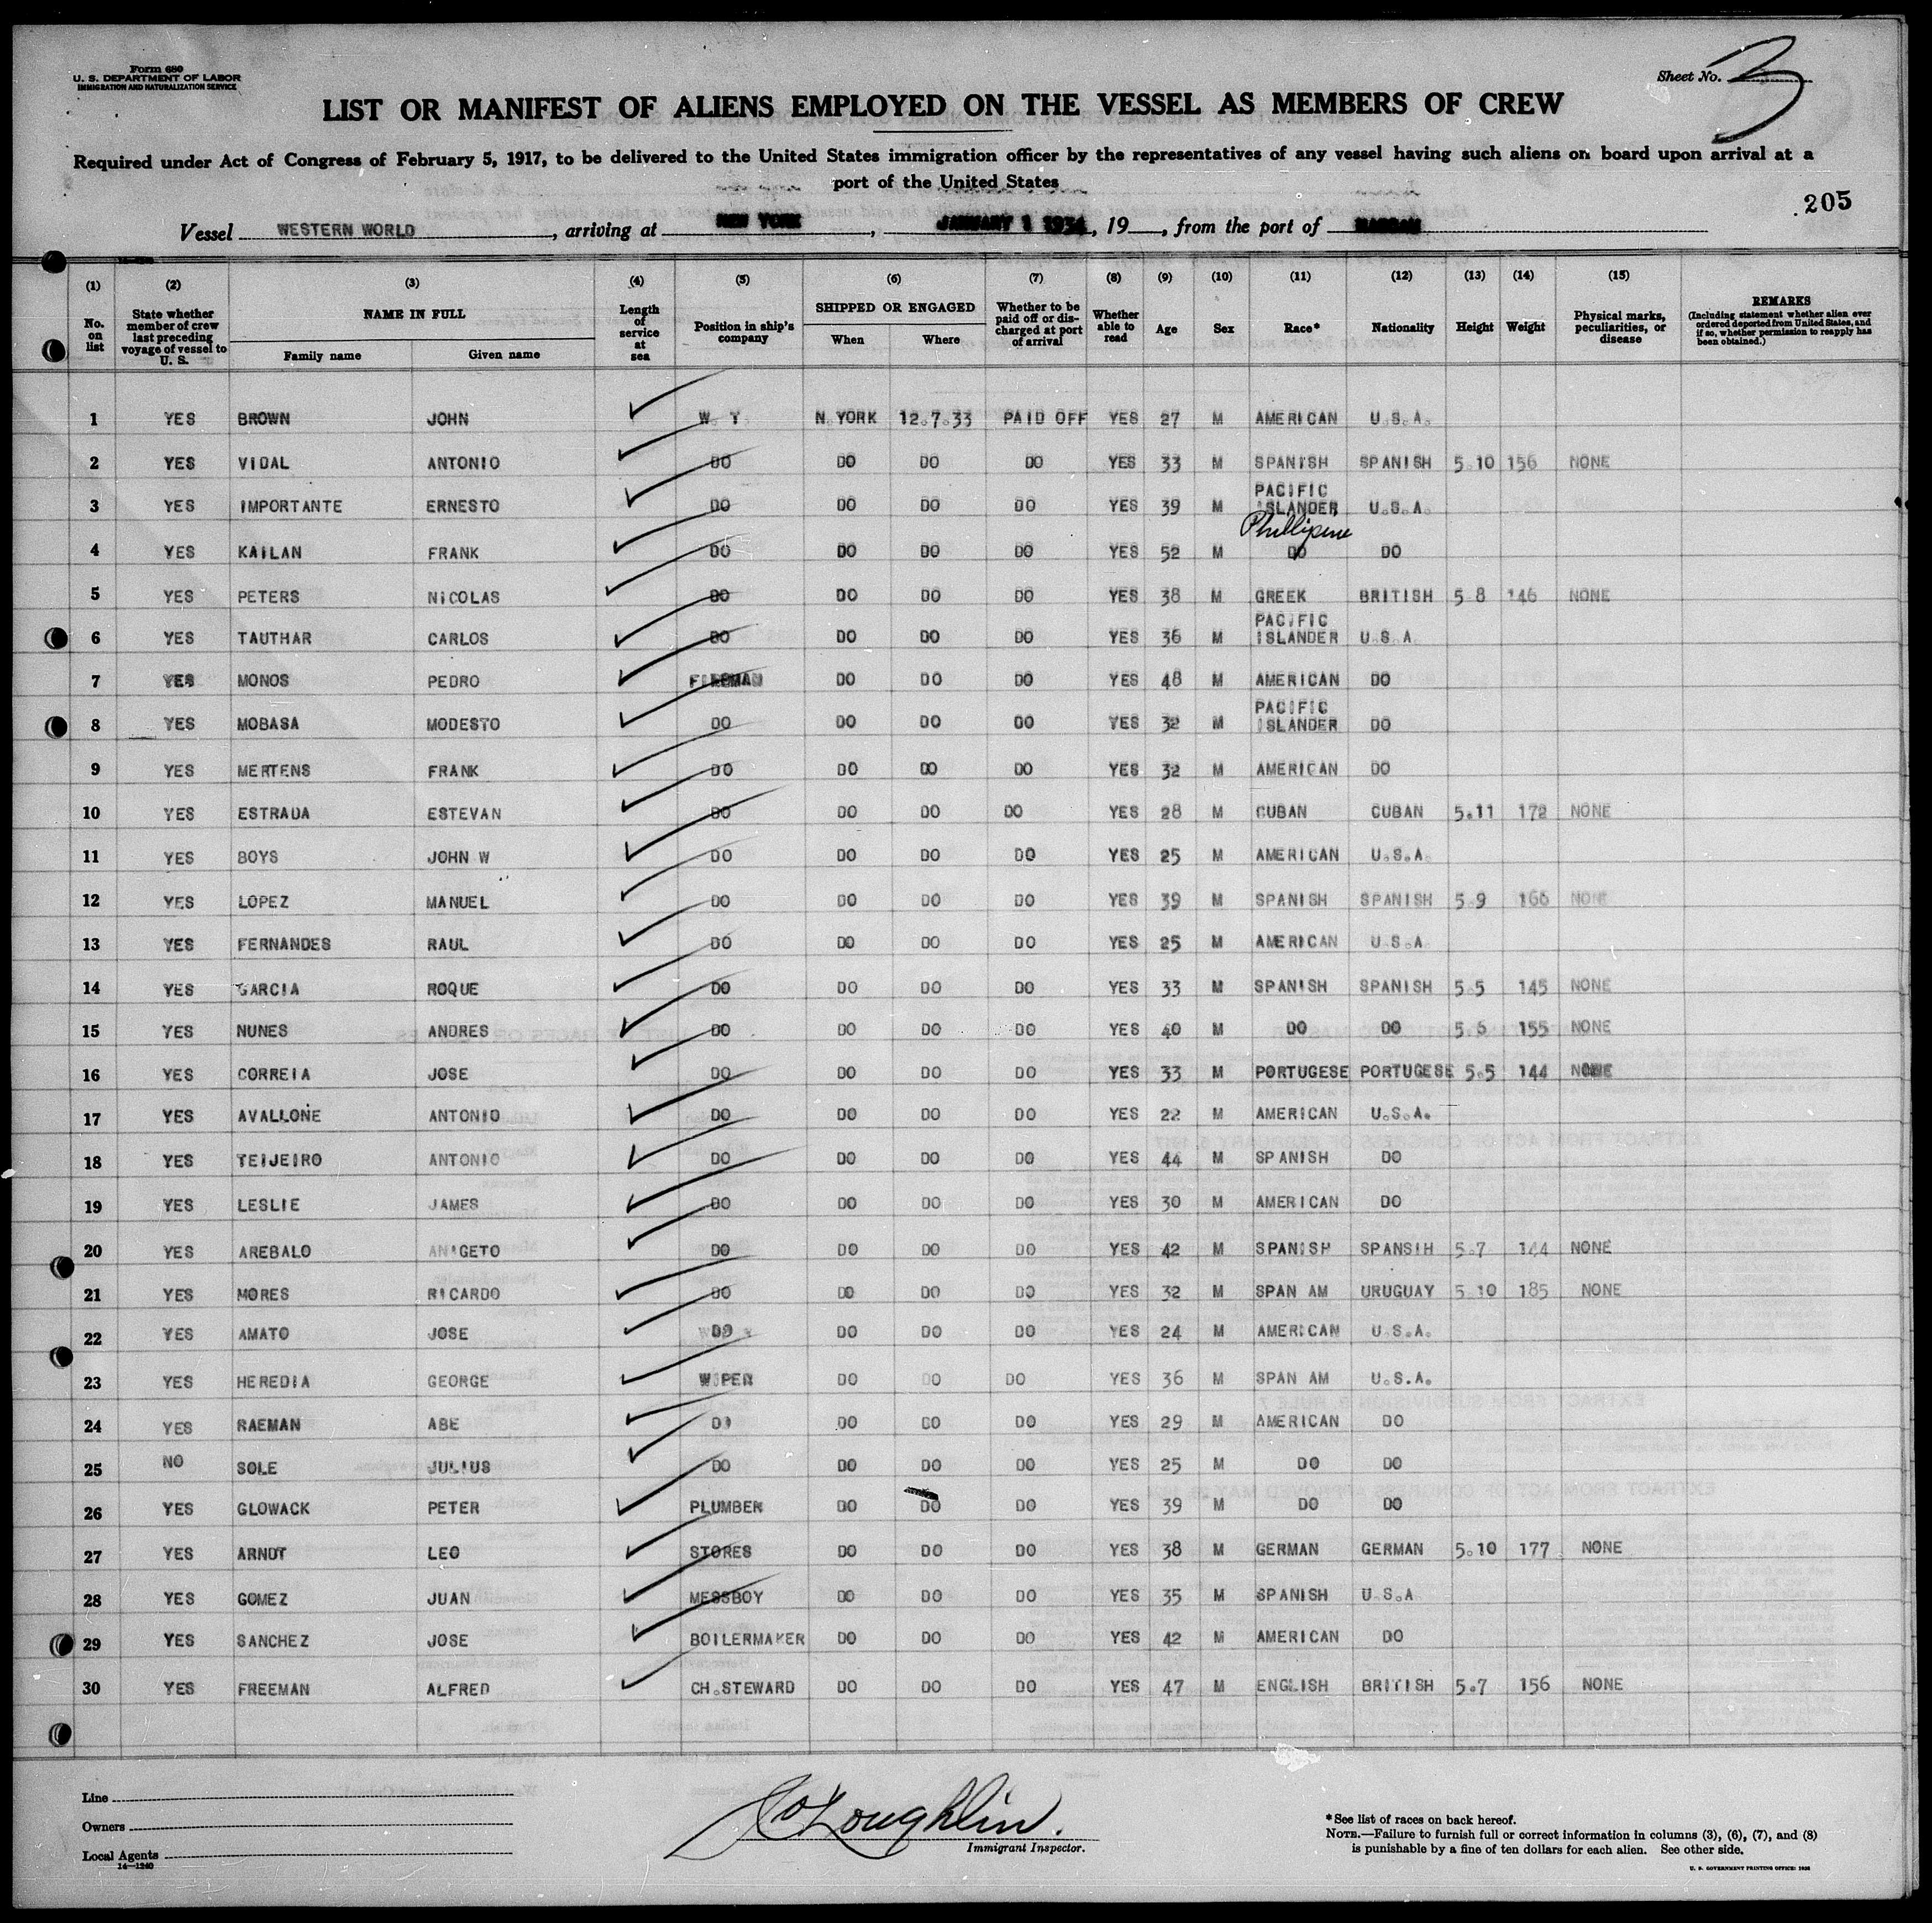 Form 680
U. S. DEPARTMENT OF LABOR
IMMIGRATION AND NATURALIZATION SERVICE
Sheet No. 3
LIST OR MANIFEST OF ALIENS EMPLOYED ON THE VESSEL AS MEMBERS OF CREW
Required under Act of Congress of February 5, 1917, to be delivered to the United States immigration officer by the representatives of any vessel having such aliens on board upon arrival at a
port of the United States
205
Vessel WESTERN WORLD, arriving at NEW YORK, JANUARY 1 1934, 19, from the port of
(1) (2) (3) (4) (5) (6) (7) (8) (9) (10) (11) (12) (13) (14) (15)
No. on list State whether member of crew last preceding voyage of vessel to U. S. NAME IN FULL Family name Given name Length of service at sea Position in ship's company SHIPPED OR ENGAGED When Where Whether to be paid off or discharged at port of arrival Whether able to read Age Sex Race* Nationality Height Weight Physical marks, peculiarities, or disease REMARKS (Including statement whether alien ever ordered deported from United States, and if so, whether permission to reapply has been obtained.)
1 YES BROWN JOHN W. T. N.YORK 12.7.33 PAID OFF YES 27 M AMERICAN U.S.A.
2 YES VIDAL ANTONIO DO DO DO DO YES 33 M SPANISH SPANISH 5.10 156 NONE
3 YES IMPORTANTE ERNESTO DO DO DO DO YES 39 M PACIFIC ISLANDER U.S.A.
Phillipine
4 YES KAILAN FRANK DO DO DO DO YES 52 M DO DO
5 YES PETERS NICOLAS DO DO DO DO YES 38 M GREEK BRITISH 5 8 146 NONE
6 YES TAUTHAR CARLOS DO DO DO DO YES 36 M PACIFIC ISLANDER U.S.A
7 YES MONOS PEDRO FIREMAN DO DO DO YES 48 M AMERICAN DO
8 YES MOBASA MODESTO DO DO DO DO YES 32 M PACIFIC ISLANDER DO
9 YES MERTENS FRANK DO DO DO DO YES 32 M AMERICAN DO
10 YES ESTRADA ESTEVAN DO DO DO DO YES 28 M CUBAN CUBAN 5.11 172 NONE
11 YES BOYS JOHN W DO DO DO DO YES 25 M AMERICAN U.S.A.
12 YES LOPEZ MANUEL DO DO DO DO YES 39 M SPANISH SPANISH 5.9 166 NONE
13 YES FERNANDES RAUL DO DO DO DO YES 25 M AMERICAN U.S.A.
14 YES GARCIA ROQUE DO DO DO DO YES 33 M SPANISH SPANISH 5.5 145 NONE
15 YES NUNES ANDRES DO DO DO DO YES 40 M DO DO 5.6 155 NONE
16 YES CORREIA JOSE DO DO DO DO YES 33 M PORTUGESE PORTUGESE 5.5 144 NONE
17 YES AVALLONE ANTONIO DO DO DO DO YES 22 M AMERICAN U.S.A.
18 YES TEIJEIRO ANTONIO DO DO DO DO YES 44 M SPANISH DO
19 YES LESLIE JAMES DO DO DO DO YES 30 M AMERICAN DO
20 YES AREBALO ANIGETO DO DO DO DO YES 42 M SPANISH SPANSIH 5.7 144 NONE
21 YES MORES RICARDO DO DO DO DO YES 32 M SPAN AM URUGUAY 5 10 185 NONE
22 YES AMATO JOSE DO DO DO DO YES 24 M AMERICAN U.S.A.
23 YES HEREDIA GEORGE WIPER DO DO DO YES 36 M SPAN AM U.S.A.
24 YES RAEMAN ABE DO DO DO DO YES 29 M AMERICAN DO
25 NO SOLE JULIUS DO DO DO DO YES 25 M DO DO
26 YES GLOWACK PETER PLUMBER DO DO DO YES 39 M DO DO
27 YES ARNDT LEO STORES DO DO DO YES 38 M GERMAN GERMAN 5.10 177 NONE
28 YES GOMEZ JUAN MESSBOY DO DO DO YES 35 M SPANISH U.S.A
29 YES SANCHEZ JOSE BOILERMAKER DO DO DO YES 42 M AMERICAN DO
30 YES FREEMAN ALFRED CH.STEWARD DO DO DO YES 47 M ENGLISH BRITISH 5.7 156 NONE
Line
Owners
Local Agents
14—1240
Loughlin.
Immigrant Inspector.
*See list of races on back hereof.
NOTE.—Failure to furnish full or correct information in columns (3), (6), (7), and (8)
is punishable by a fine of ten dollars for each alien. See other side.
U. S. GOVERNMENT PRINTING OFFICE: